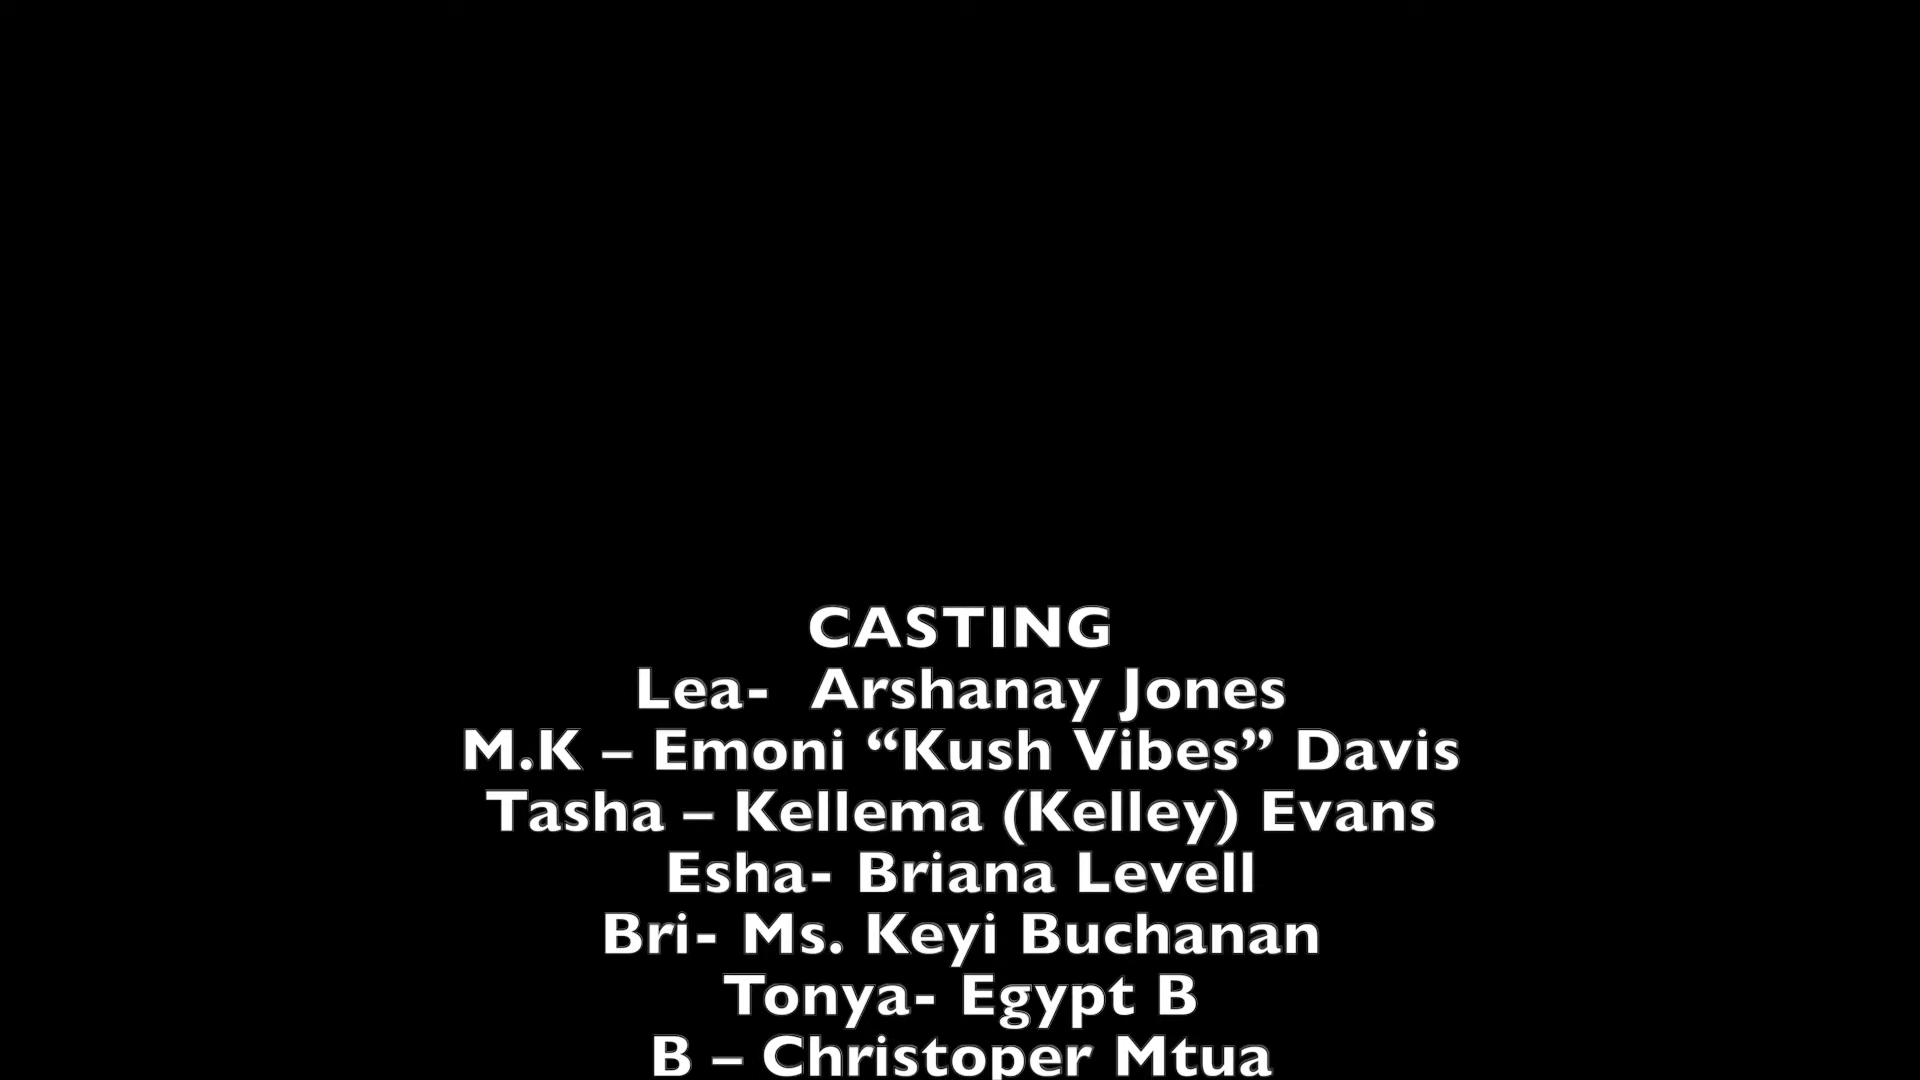 CASTING
Lea-  Arshanay Jones
M.K – Emoni “Kush Vibes” Davis
Tasha – Kellema (Kelley) Evans
Esha- Briana Levell
Bri- Ms. Keyi Buchanan
Tonya- Egypt B
B – Christoper Mtua